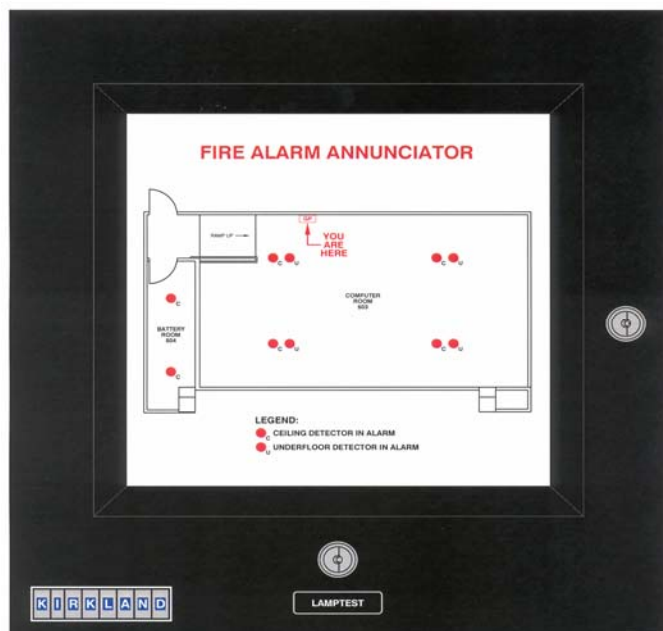 FIRE ALARM ANNUNCIATOR
RAMP UP
GP
YOU
ARE
HERE
C U
C U
COMPUTER
ROOM
603
C
BATTERY
ROOM
604
C
C U
C U
LEGEND:
C CEILING DETECTOR IN ALARM
U UNDERFLOOR DETECTOR IN ALARM
KIRKLAND
LAMPTEST